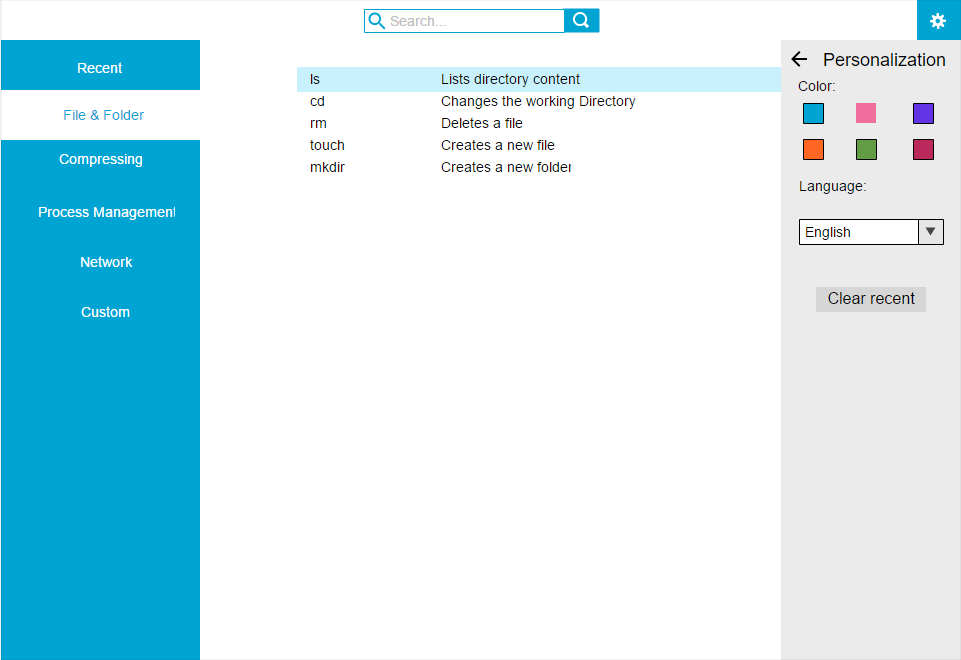 Search...
Recent
File & Folder
Compressing
Process Management
Network
Custom
ls Lists directory content
cd Changes the working Directory
rm Deletes a file
touch Creates a new file
mkdir Creates a new folder
Personalization
Color:
Language:
English
Clear recent